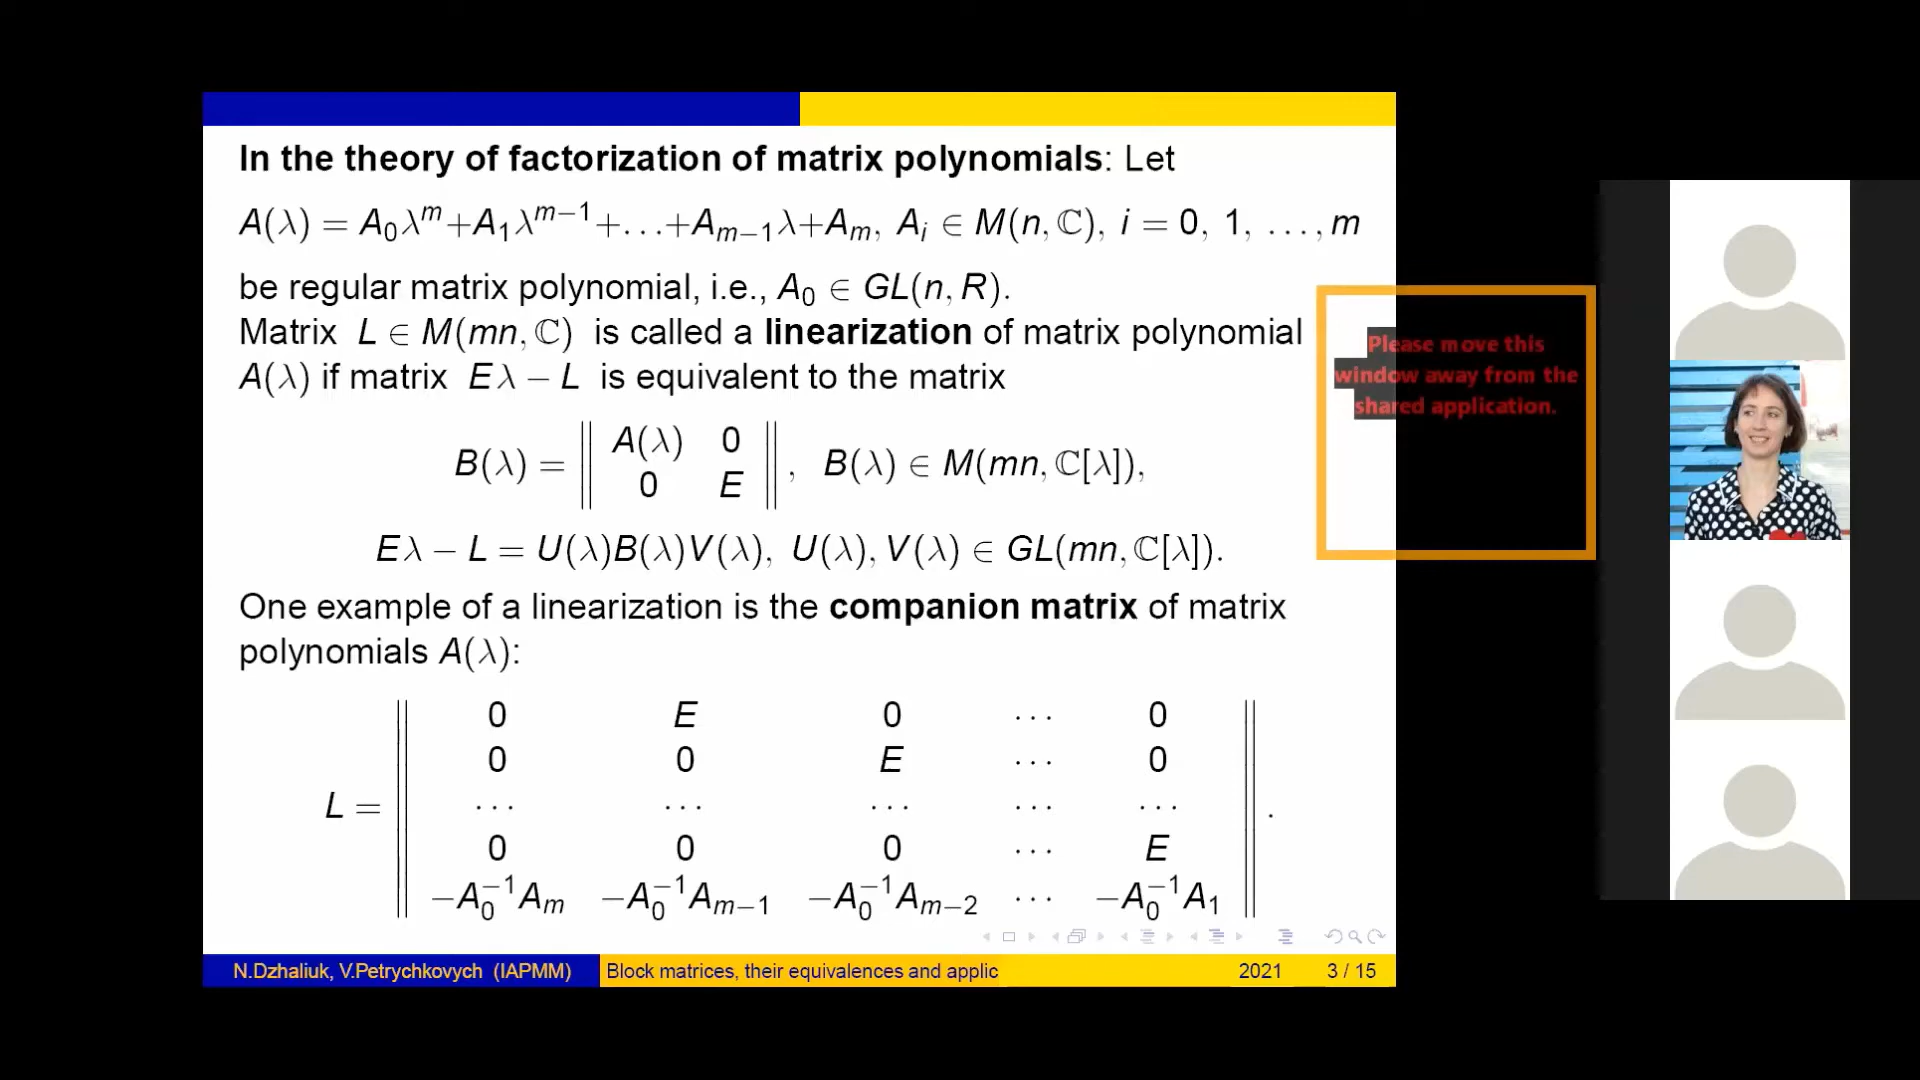 In the theory of factorization of matrix polynomials: Let
A(λ) = A₀λᵐ+A₁λᵐ⁻¹+...+Aₘ₋₁λ+Aₘ, Aᵢ ∈ M(n, ℂ), i = 0, 1, ..., m
be regular matrix polynomial, i.e., A₀ ∈ GL(n, R).
Matrix L ∈ M(mn, ℂ) is called a linearization of matrix polynomial
A(λ) if matrix Eλ − L is equivalent to the matrix
B(λ) = ‖ A(λ) 0 ‖ , B(λ) ∈ M(mn, ℂ[λ]),
0 E
Eλ − L = U(λ)B(λ)V(λ), U(λ), V(λ) ∈ GL(mn, ℂ[λ]).
One example of a linearization is the companion matrix of matrix
polynomials A(λ):
0 E 0 ··· 0
0 0 E ··· 0
L = ‖ ··· ··· ··· ··· ··· ‖ .
0 0 0 ··· E
−A₀⁻¹Aₘ −A₀⁻¹Aₘ₋₁ −A₀⁻¹Aₘ₋₂ ··· −A₀⁻¹A₁
N.Dzhaliuk, V.Petrychkovych (IAPMM) Block matrices, their equivalences and applic 2021 3 / 15
Please move this
window away from the
shared application.